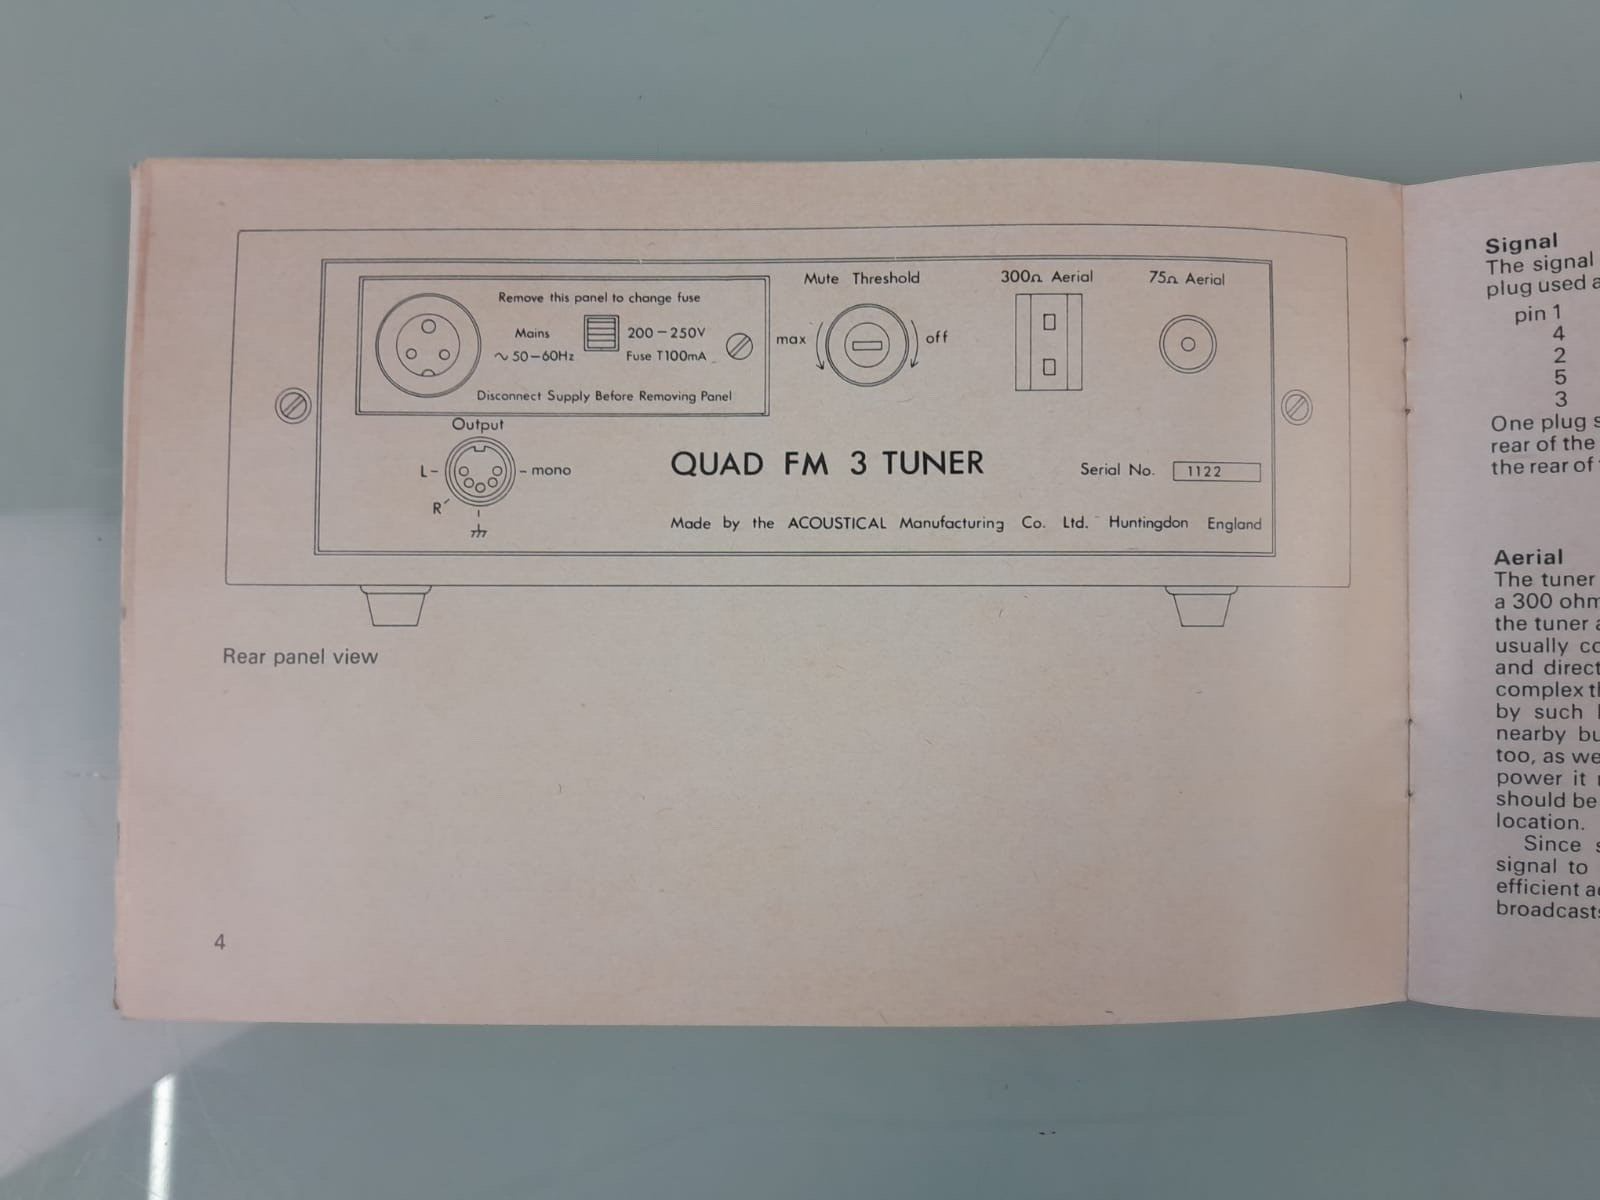 Remove this panel to change fuse
Mains 200–250V
∿ 50–60Hz Fuse T100mA
Disconnect Supply Before Removing Panel
Mute Threshold
max off
300Ω Aerial
75Ω Aerial
Output
L– –mono
R
QUAD FM 3 TUNER
Serial No. 1122
Made by the ACOUSTICAL Manufacturing Co. Ltd. Huntingdon England
Rear panel view
4
Signal
The signal
plug used
pin 1
4
2
5
3
One plug
rear of the
the rear of
Aerial
The tuner
a 300
the tuner
usually
and
complex
by such
nearby
too, as
power it
should be
location.
Since
signal to
efficient